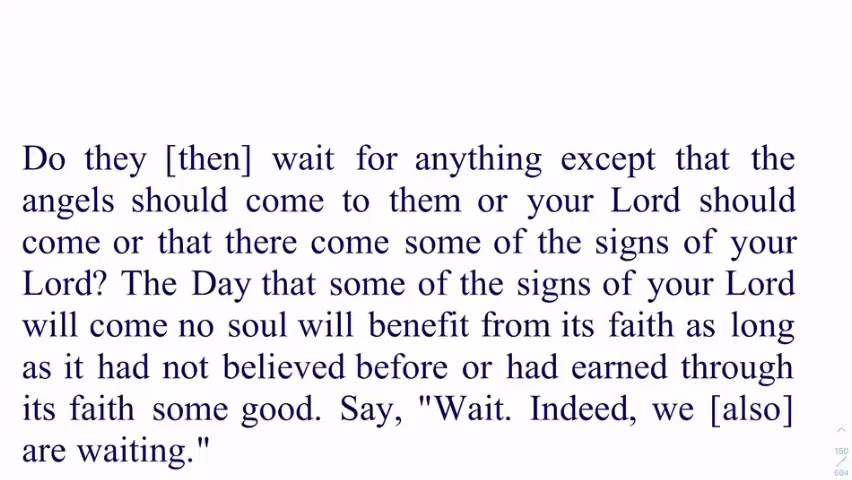 Do they [then] wait for anything except that the
angels should come to them or your Lord should
come or that there come some of the signs of your
Lord? The Day that some of the signs of your Lord
will come no soul will benefit from its faith as long
as it had not believed before or had earned through
its faith some good. Say, "Wait. Indeed, we [also]
are waiting."
150
/
604